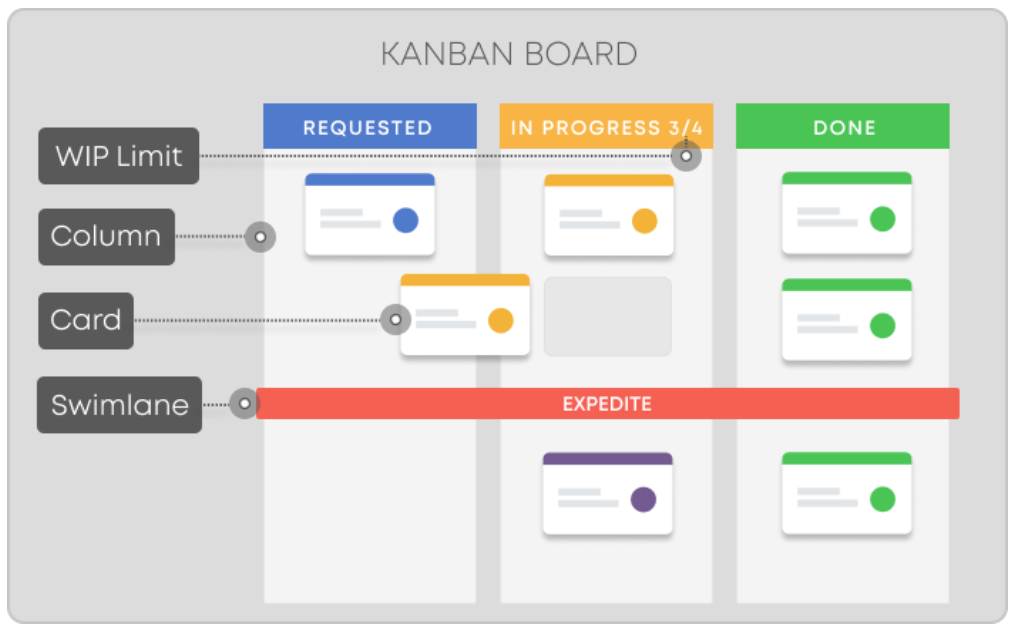 KANBAN BOARD
REQUESTED
IN PROGRESS 3/4
DONE
WIP Limit
Column
Card
Swimlane
EXPEDITE